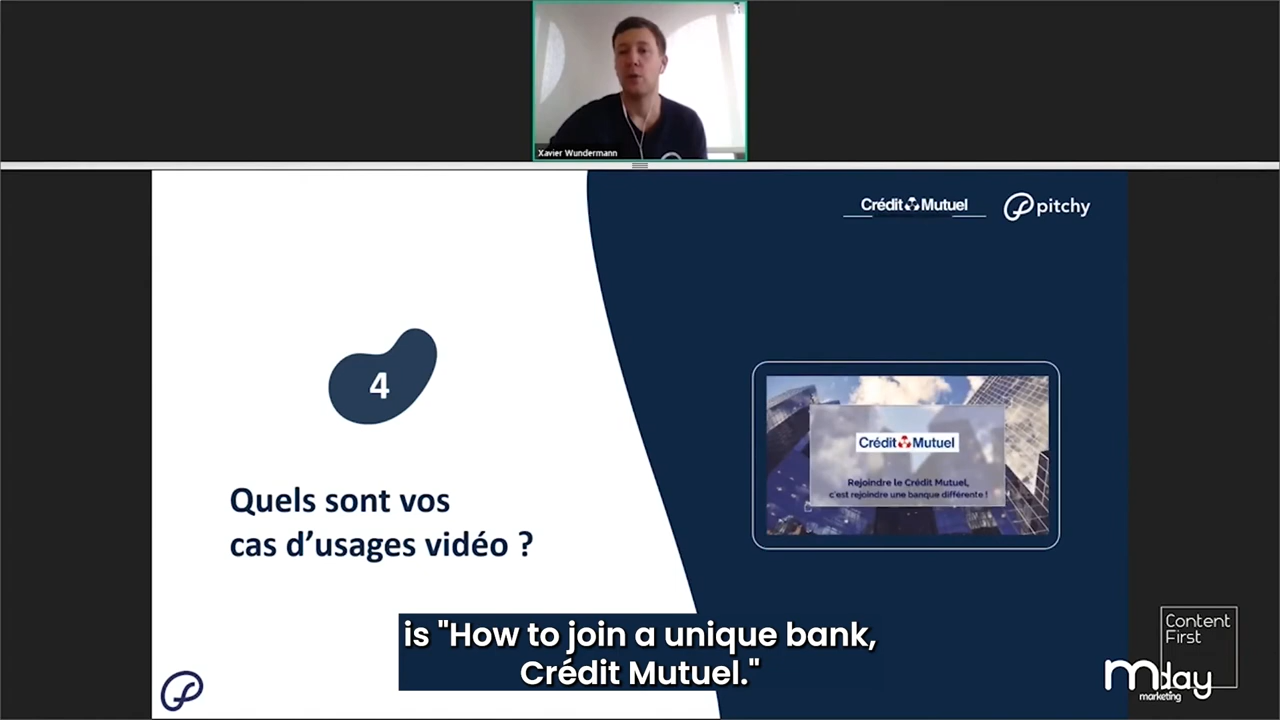 Xavier Wundermann
Crédit Mutuel
pitchy
4
Quels sont vos
cas d’usages vidéo ?
Crédit Mutuel
Rejoindre le Crédit Mutuel,
c'est rejoindre une banque différente !
is "How to join a unique bank,
Crédit Mutuel."
Content
First
mday
marketing